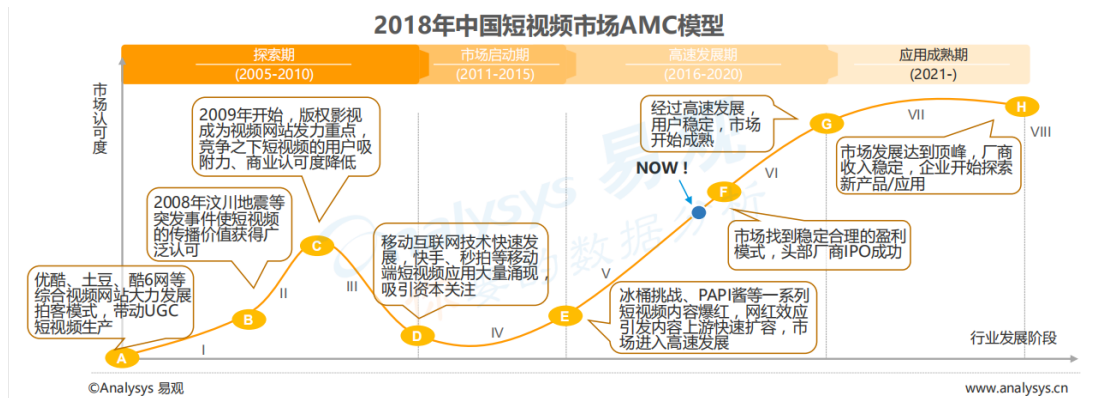 2018年中国短视频市场AMC模型
探索期
(2005-2010)
市场启动期
(2011-2015)
高速发展期
(2016-2020)
应用成熟期
(2021-)
市场认可度
2009年开始，版权影视
成为视频网站发力重点，
竞争之下短视频的用户吸
附力、商业认可度降低
经过高速发展，
用户稳定，市场
开始成熟
G
VII
H
VIII
市场发展达到顶峰，厂商
收入稳定，企业开始探索
新产品/应用
NOW！
VI
F
2008年汶川地震等
突发事件使短视频
的传播价值获得广
泛认可
C
移动互联网技术快速发
展，快手、秒拍等移动
端短视频应用大量涌现，
吸引资本关注
市场找到稳定合理的盈利
模式，头部厂商IPO成功
优酷、土豆、酷6网等
综合视频网站大力发展
拍客模式，带动UGC
短视频生产
II
III
V
B
E
冰桶挑战、PAPI酱等一系列
短视频内容爆红，网红效应
引发内容上游快速扩容，市
场进入高速发展
D
IV
A
I
行业发展阶段
Analysys 易观
©Analysys 易观
www.analysys.cn